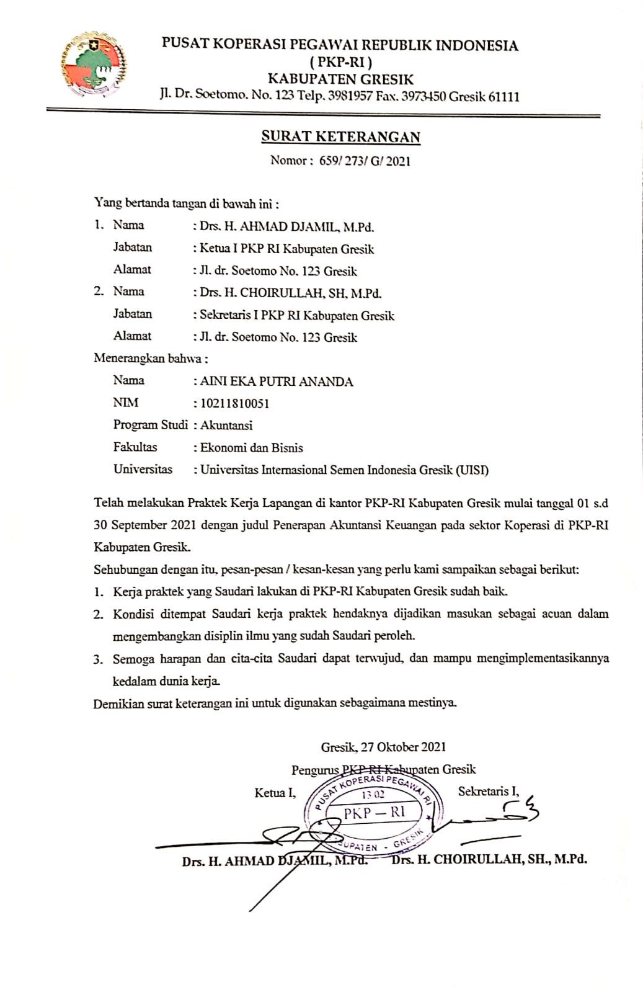 PUSAT KOPERASI PEGAWAI REPUBLIK INDONESIA
( PKP-RI )
KABUPATEN GRESIK
Jl. Dr. Soetomo. No. 123 Telp. 3981957 Fax. 3973450 Gresik 61111
SURAT KETERANGAN
Nomor : 659/ 273/ G/ 2021
Yang bertanda tangan di bawah ini :
1. Nama : Drs. H. AHMAD DJAMIL, M.Pd.
Jabatan : Ketua I PKP RI Kabupaten Gresik
Alamat : Jl. dr. Soetomo No. 123 Gresik
2. Nama : Drs. H. CHOIRULLAH, SH, M.Pd.
Jabatan : Sekretaris I PKP RI Kabupaten Gresik
Alamat : Jl. dr. Soetomo No. 123 Gresik
Menerangkan bahwa :
Nama : AINI EKA PUTRI ANANDA
NIM : 10211810051
Program Studi : Akuntansi
Fakultas : Ekonomi dan Bisnis
Universitas : Universitas Internasional Semen Indonesia Gresik (UISI)
Telah melakukan Praktek Kerja Lapangan di kantor PKP-RI Kabupaten Gresik mulai tanggal 01 s.d
30 September 2021 dengan judul Penerapan Akuntansi Keuangan pada sektor Koperasi di PKP-RI
Kabupaten Gresik.
Sehubungan dengan itu, pesan-pesan / kesan-kesan yang perlu kami sampaikan sebagai berikut:
1. Kerja praktek yang Saudari lakukan di PKP-RI Kabupaten Gresik sudah baik.
2. Kondisi ditempat Saudari kerja praktek hendaknya dijadikan masukan sebagai acuan dalam
mengembangkan disiplin ilmu yang sudah Saudari peroleh.
3. Semoga harapan dan cita-cita Saudari dapat terwujud, dan mampu mengimplementasikannya
kedalam dunia kerja.
Demikian surat keterangan ini untuk digunakan sebagaimana mestinya.
Gresik, 27 Oktober 2021
Pengurus PKP RI Kabupaten Gresik
Ketua I, Sekretaris I,
PUSAT KOPERASI PEGAWAI RI
13 02
PKP – RI
KABUPATEN - GRESIK
Drs. H. AHMAD DJAMIL, M.Pd. Drs. H. CHOIRULLAH, SH., M.Pd.